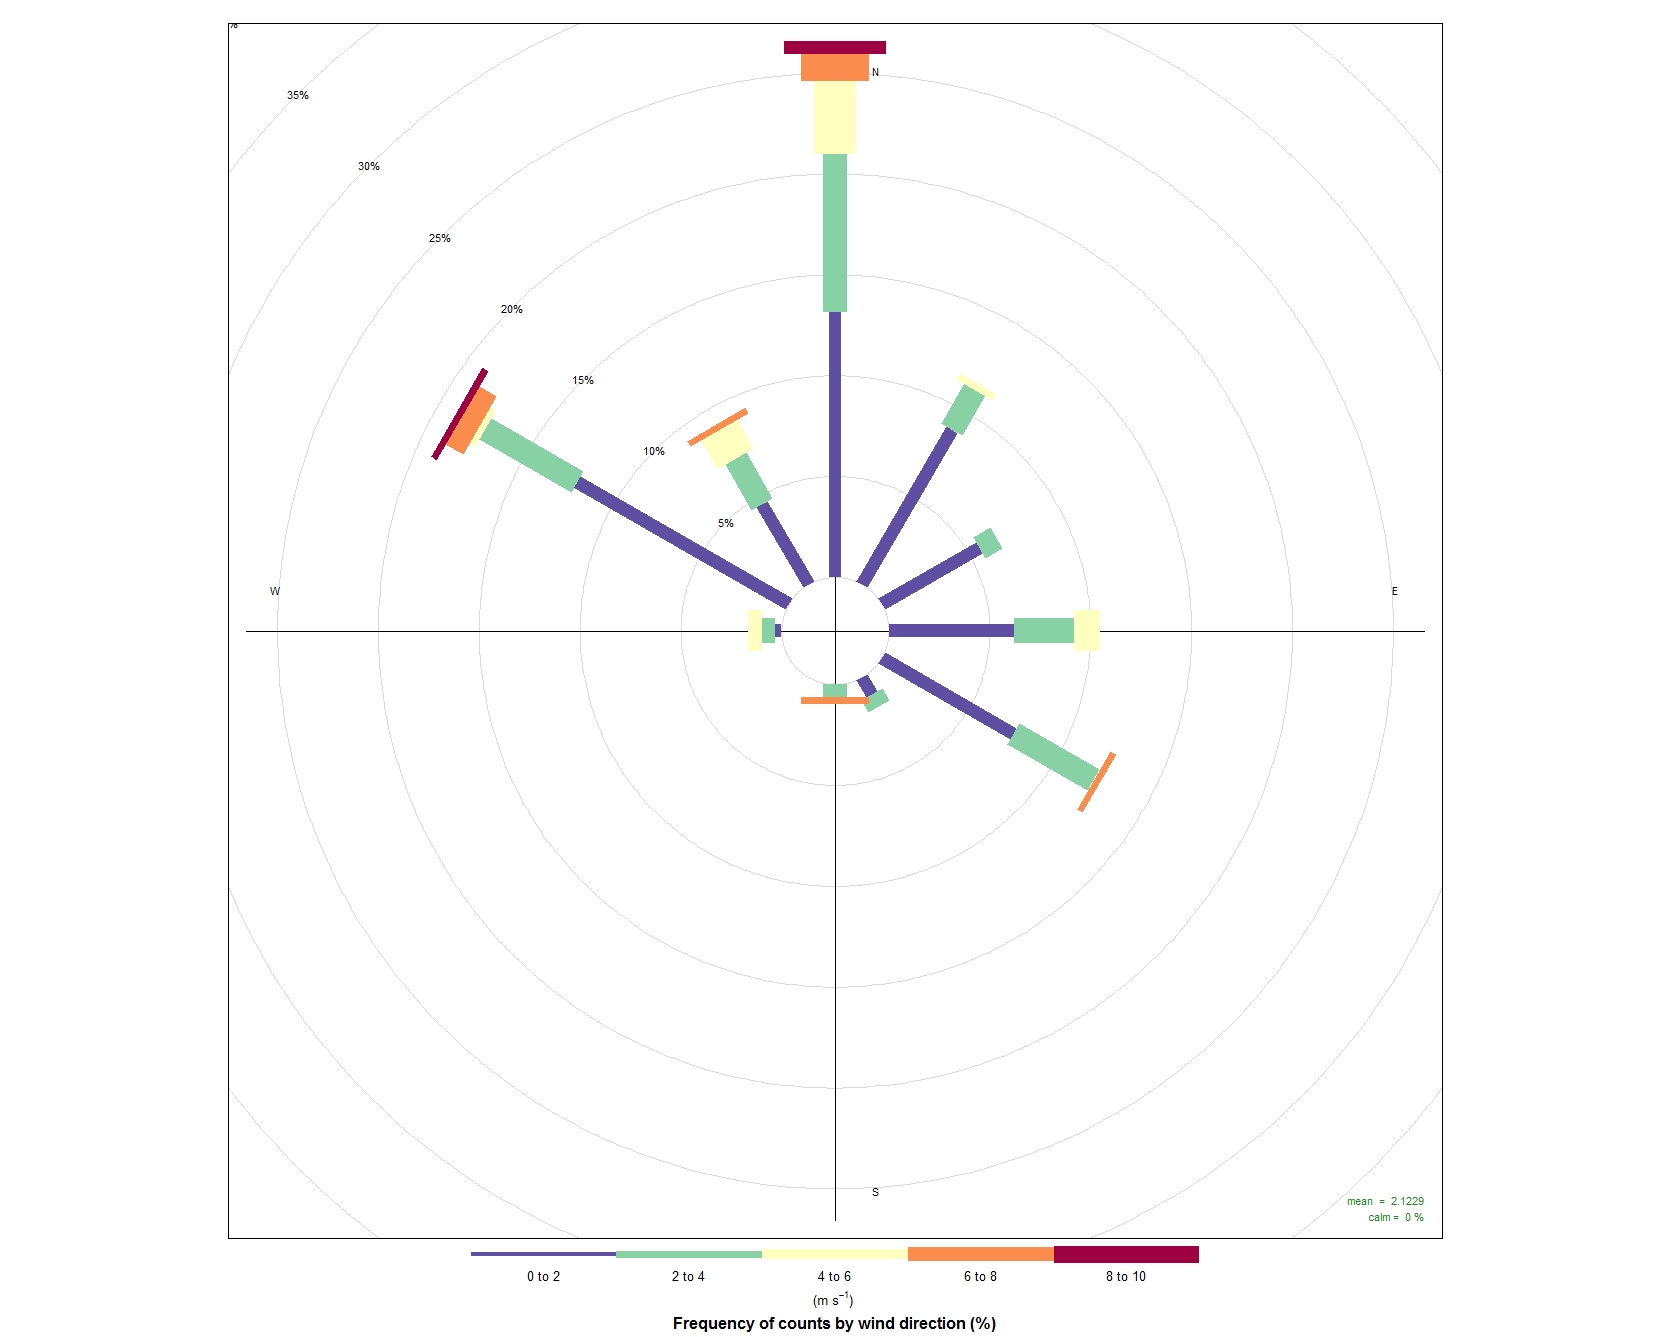 %
N
35%
30%
25%
20%
15%
10%
5%
W
E
S
mean = 2.1229
calm = 0 %
0 to 2 2 to 4 4 to 6 6 to 8 8 to 10
(m s⁻¹)
Frequency of counts by wind direction (%)